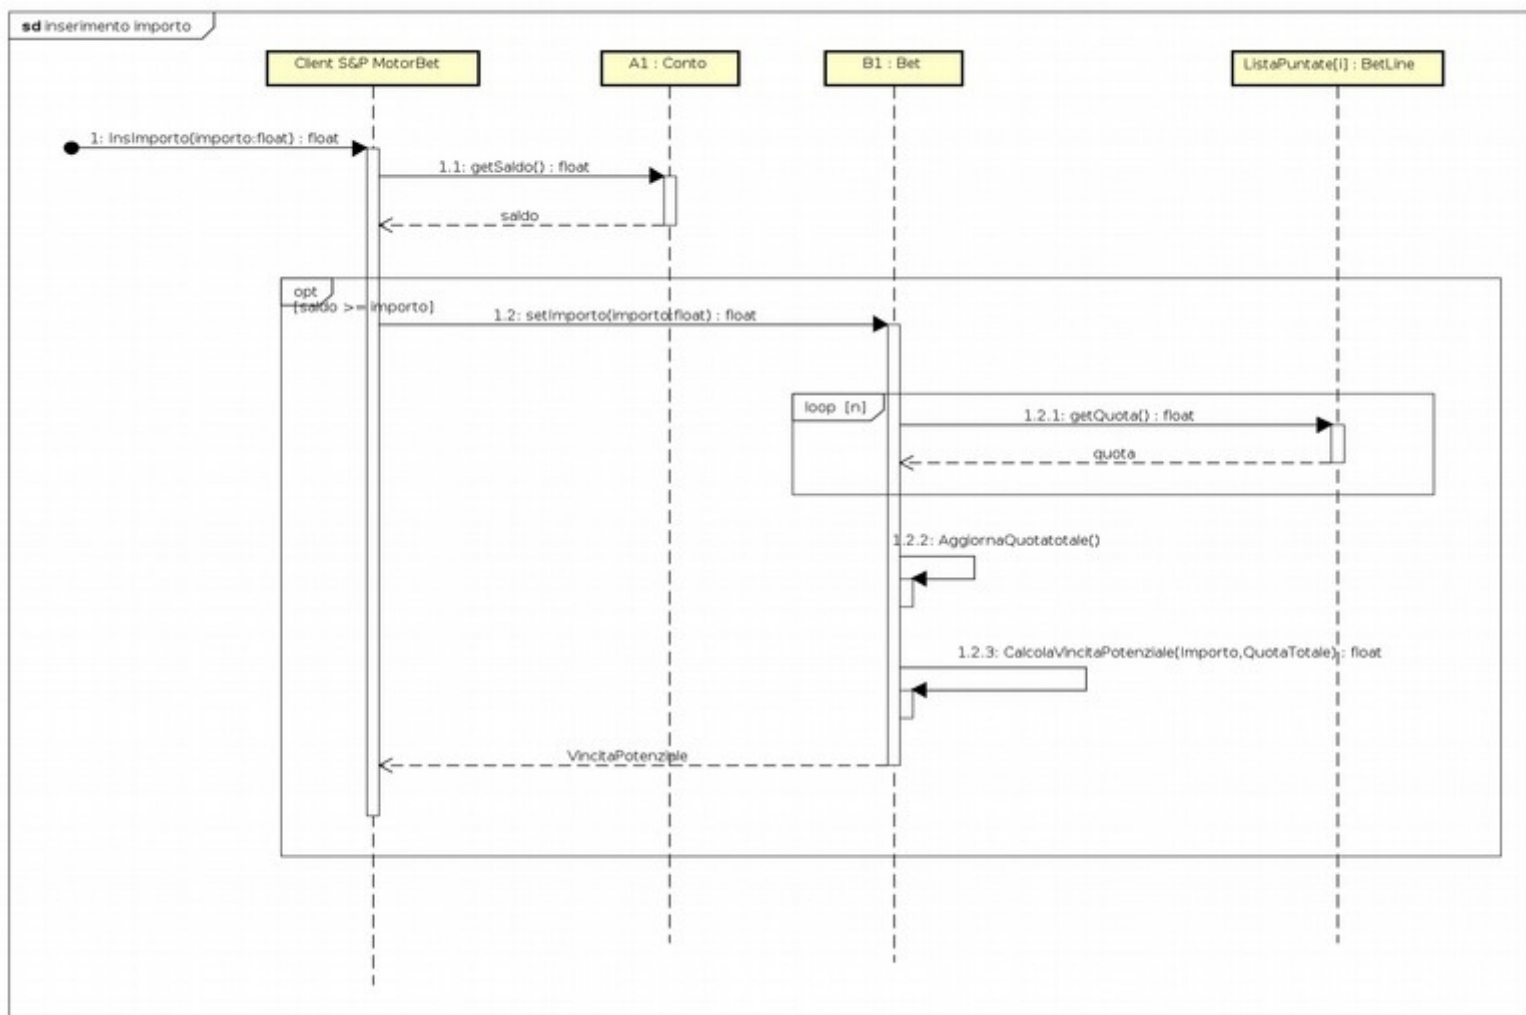 sd inserimento importo
Client S&P MotorBet
A1 : Conto
B1 : Bet
ListaPuntate[i] : BetLine
1: InsImporto(importo:float) : float
1.1: getSaldo() : float
saldo
opt
[saldo >= importo]
1.2: setImporto(importo:float) : float
loop [n]
1.2.1: getQuota() : float
quota
1.2.2: AggiornaQuotatotale()
1.2.3: CalcolaVincitaPotenziale(Importo,QuotaTotale) : float
VincitaPotenziale